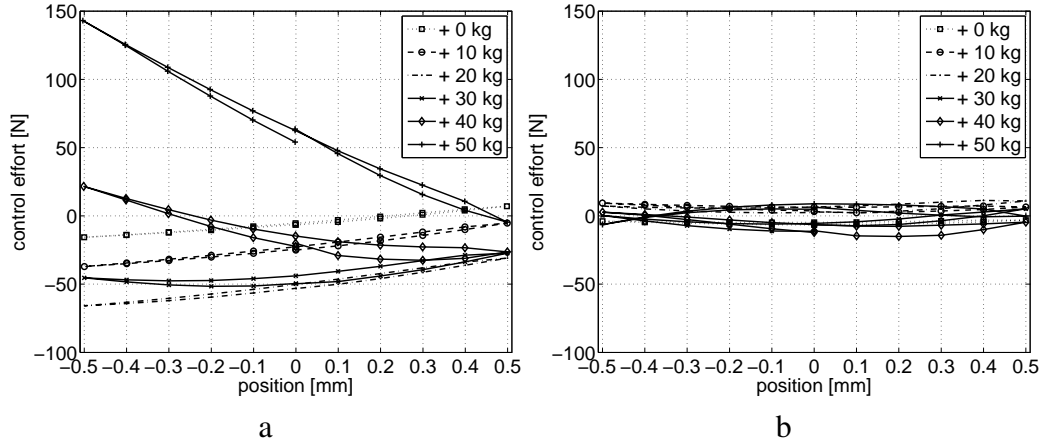 150
100
50
0
−50
−100
control effort [N]
−0.5 −0.4 −0.3 −0.2 −0.1 0 0.1 0.2 0.3 0.4 0.5
position [mm]
+ 0 kg
+ 10 kg
+ 20 kg
+ 30 kg
+ 40 kg
+ 50 kg
a
150
100
50
0
−50
−100
control effort [N]
−0.5 −0.4 −0.3 −0.2 −0.1 0 0.1 0.2 0.3 0.4 0.5
position [mm]
+ 0 kg
+ 10 kg
+ 20 kg
+ 30 kg
+ 40 kg
+ 50 kg
b